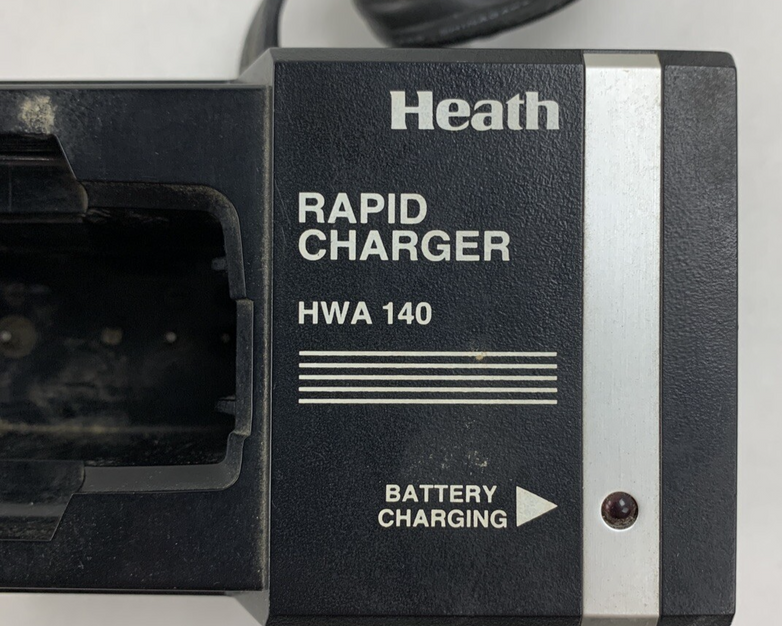 Heath
RAPID
CHARGER
HWA 140
BATTERY
CHARGING